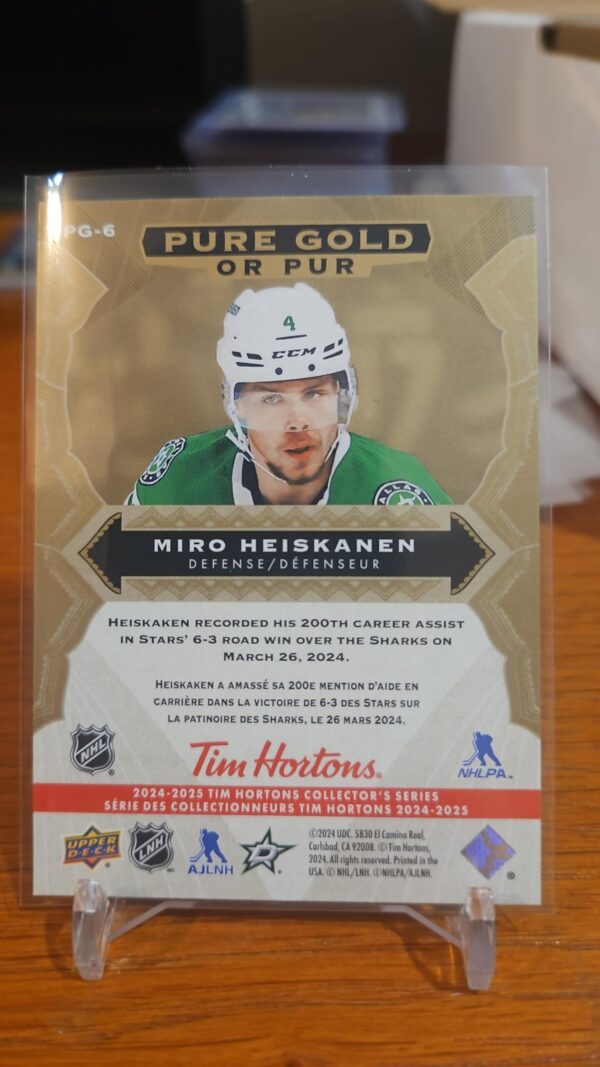 PG-6
PURE GOLD
OR PUR
4
CCM
DALLAS
MIRO HEISKANEN
DEFENSE/DÉFENSEUR
HEISKAKEN RECORDED HIS 200TH CAREER ASSIST
IN STARS' 6-3 ROAD WIN OVER THE SHARKS ON
MARCH 26, 2024.
HEISKAKEN A AMASSÉ SA 200E MENTION D'AIDE EN
CARRIÈRE DANS LA VICTOIRE DE 6-3 DES STARS SUR
LA PATINOIRE DES SHARKS, LE 26 MARS 2024.
NHL ®
Tim Hortons®
NHLPA™
2024-2025 TIM HORTONS COLLECTOR'S SERIES
SÉRIE DES COLLECTIONNEURS TIM HORTONS 2024-2025
UPPER D·E·C·K ®
LNH MD
AJLNH
D ®
©2024 UDC. 5830 El Camino Real,
Carlsbad, CA 92008. © Tim Hortons,
2024. All rights reserved. Printed in the
USA. © NHL/LNH. ©NHLPA/AJLNH.
®